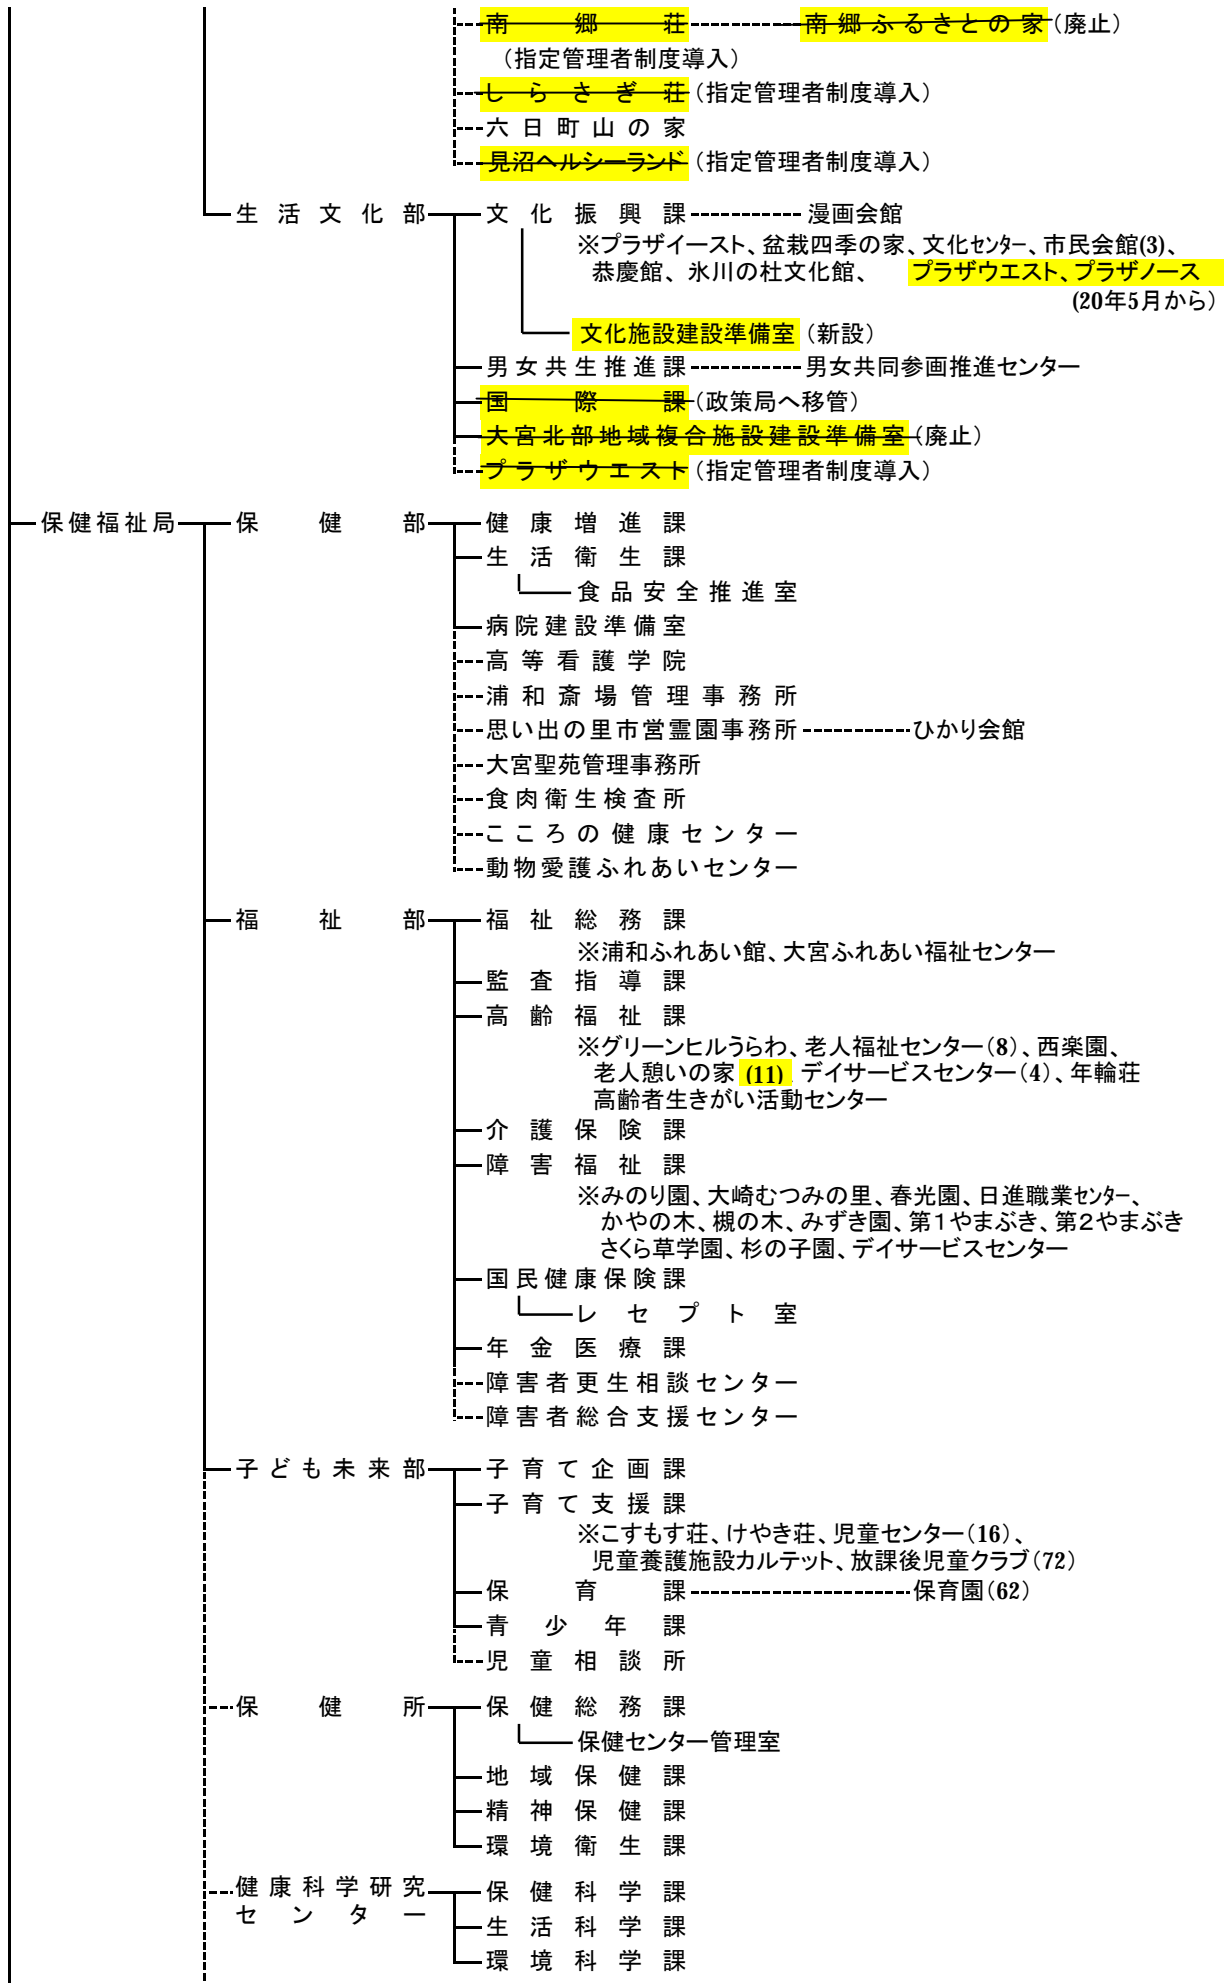 南郷荘 南郷ふるさとの家（廃止）
（指定管理者制度導入）
しらさぎ荘（指定管理者制度導入）
六日町山の家
見沼ヘルシーランド（指定管理者制度導入）
生活文化部 文化振興課 漫画会館
※プラザイースト、盆栽四季の家、文化センター、市民会館(3)、
恭慶館、氷川の杜文化館、 プラザウエスト、プラザノース
(20年5月から）
文化施設建設準備室（新設）
男女共生推進課 男女共同参画推進センター
国際課（政策局へ移管）
大宮北部地域複合施設建設準備室（廃止）
プラザウエスト（指定管理者制度導入）
保健福祉局 保健部 健康増進課
生活衛生課
食品安全推進室
病院建設準備室
高等看護学院
浦和斎場管理事務所
思い出の里市営霊園事務所 ひかり会館
大宮聖苑管理事務所
食肉衛生検査所
こころの健康センター
動物愛護ふれあいセンター
福祉部 福祉総務課
※浦和ふれあい館、大宮ふれあい福祉センター
監査指導課
高齢福祉課
※グリーンヒルうらわ、老人福祉センター（8）、西楽園、
老人憩いの家 (11)、デイサービスセンター（4）、年輪荘
高齢者生きがい活動センター
介護保険課
障害福祉課
※みのり園、大崎むつみの里、春光園、日進職業センター、
かやの木、槻の木、みずき園、第１やまぶき、第２やまぶき
さくら草学園、杉の子園、デイサービスセンター
国民健康保険課
レセプト室
年金医療課
障害者更生相談センター
障害者総合支援センター
子ども未来部 子育て企画課
子育て支援課
※こすもす荘、けやき荘、児童センター（16）、
児童養護施設カルテット、放課後児童クラブ（72）
保育課 保育園（62）
青少年課
児童相談所
保健所 保健総務課
保健センター管理室
地域保健課
精神保健課
環境衛生課
健康科学研究 保健科学課
センター
生活科学課
環境科学課